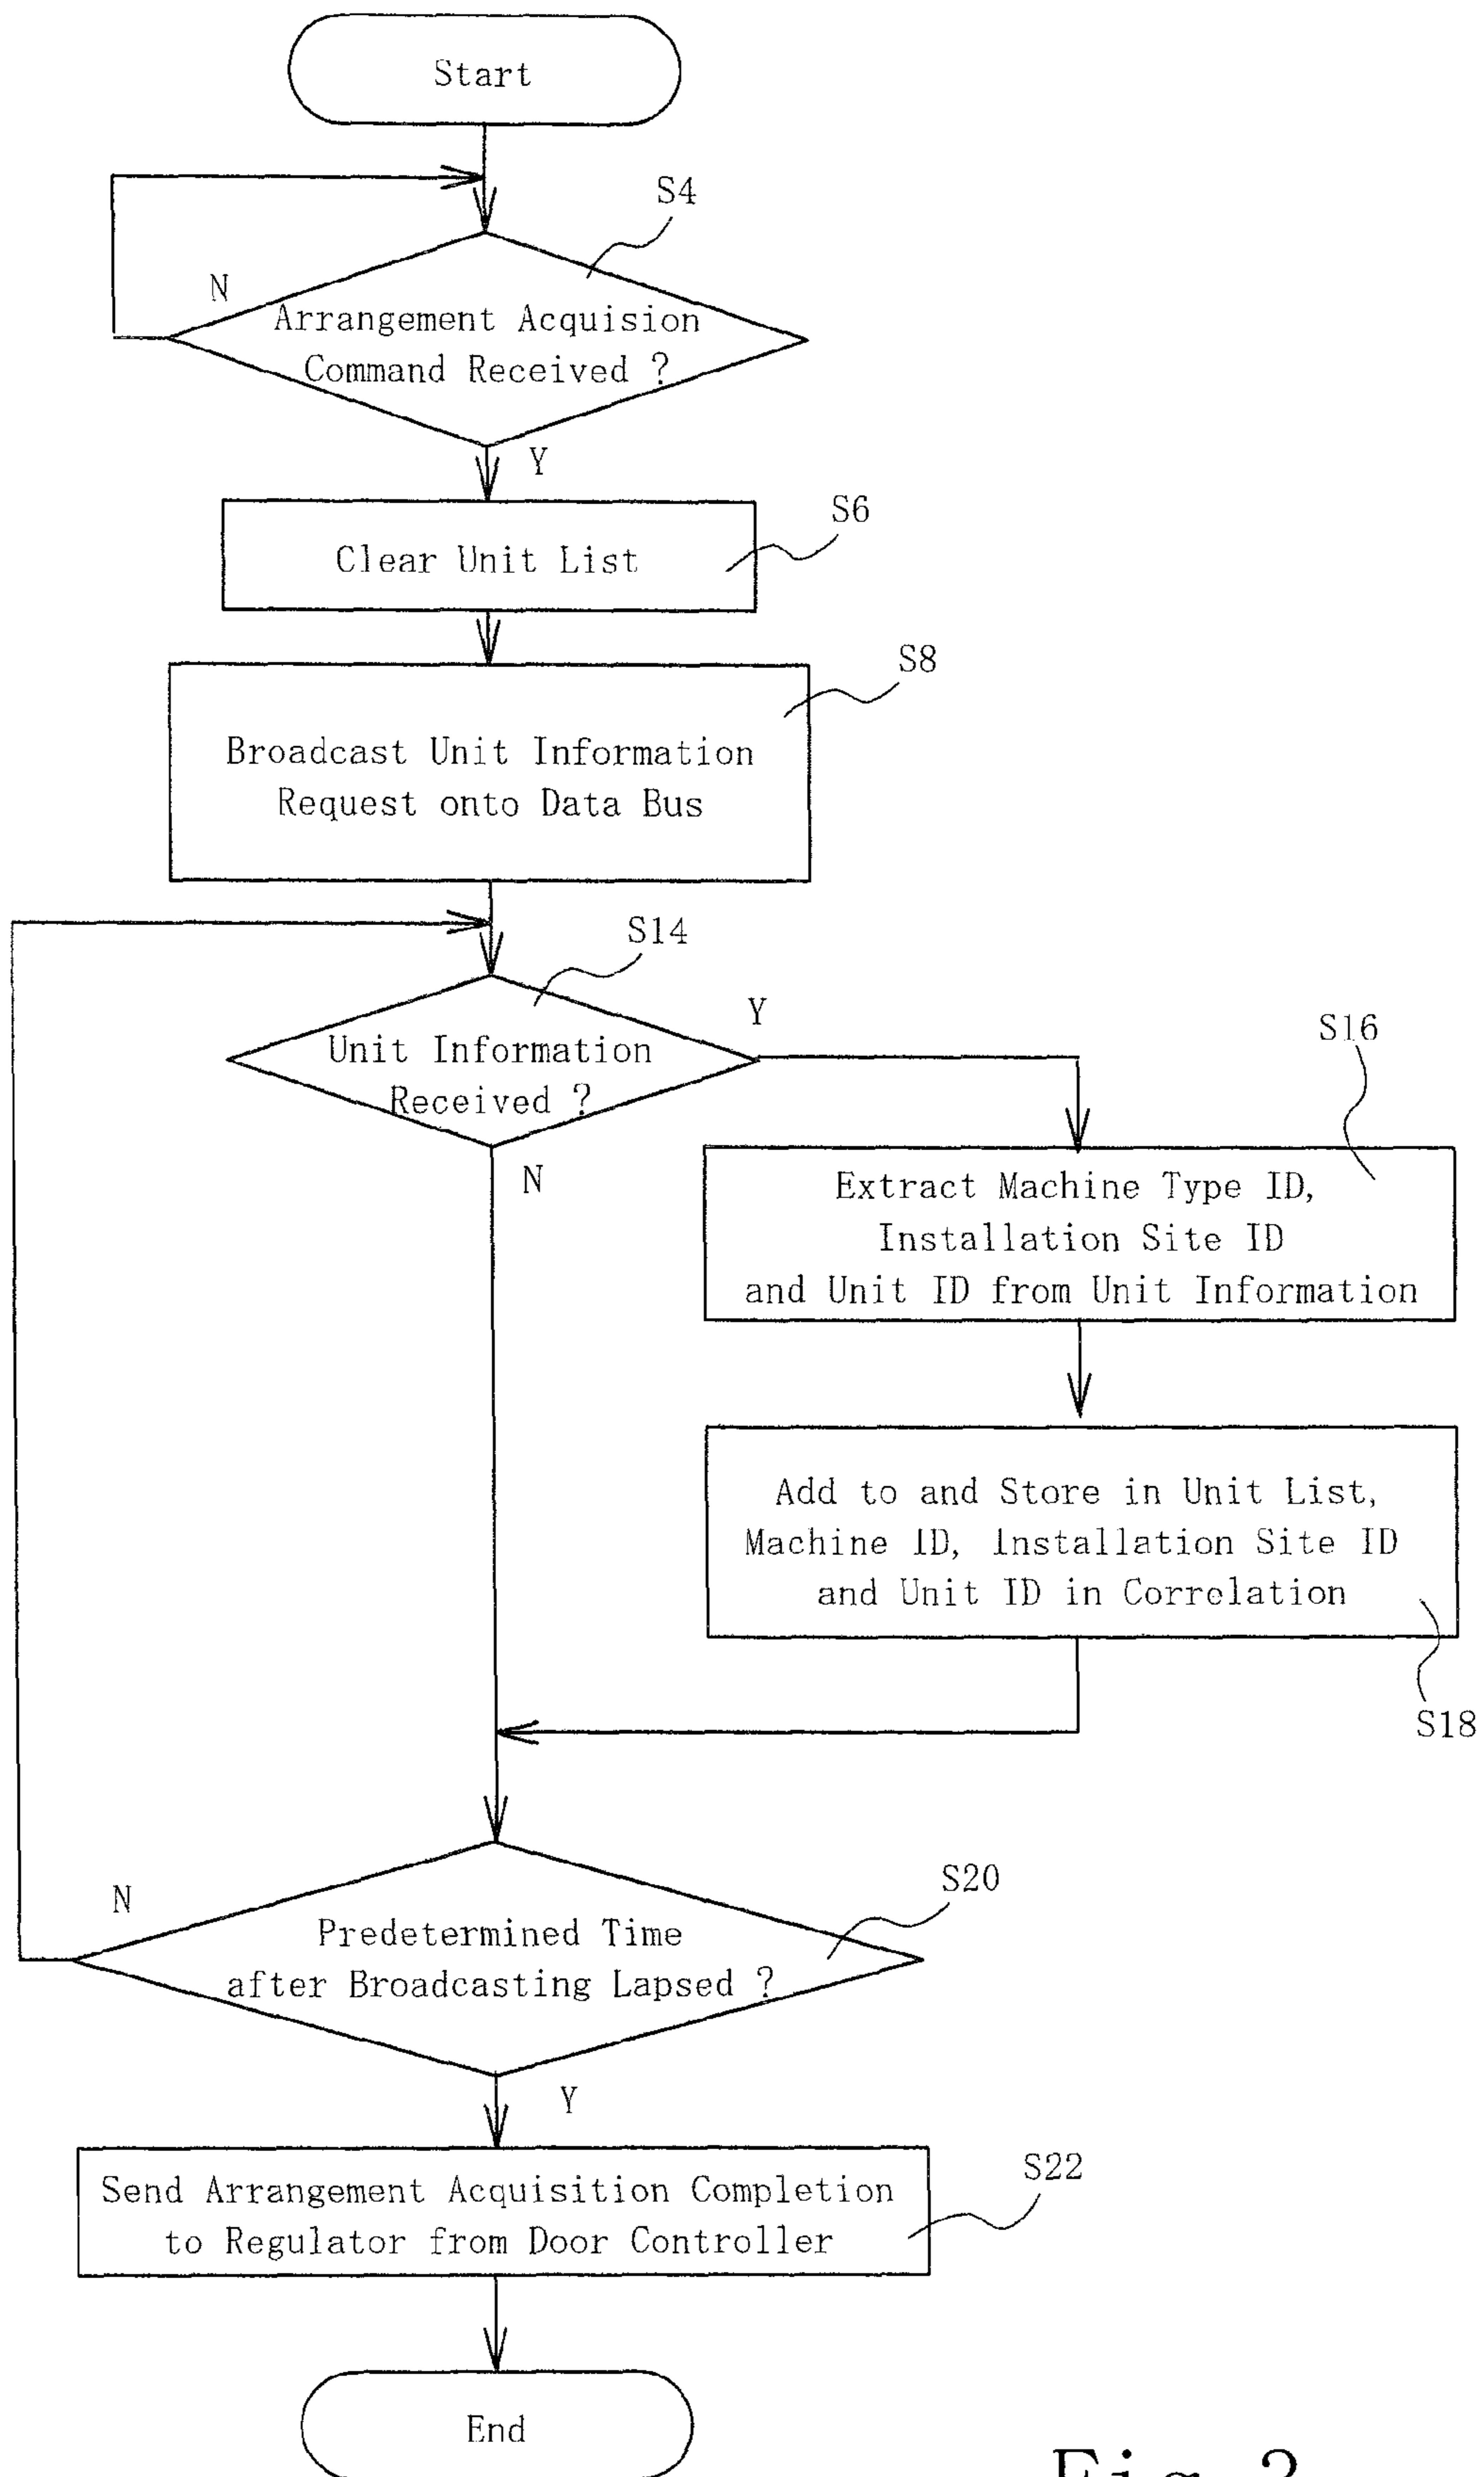 Start
S4
N
Arrangement Acquision
Command Received ?
Y
S6
Clear Unit List
S8
Broadcast Unit Information
Request onto Data Bus
S14
Y
Unit Information
Received ?
N
S16
Extract Machine Type ID,
Installation Site ID
and Unit ID from Unit Information
Add to and Store in Unit List,
Machine ID, Installation Site ID
and Unit ID in Correlation
S18
S20
N
Predetermined Time
after Broadcasting Lapsed ?
Y
S22
Send Arrangement Acquisition Completion
to Regulator from Door Controller
End
Fig. 2